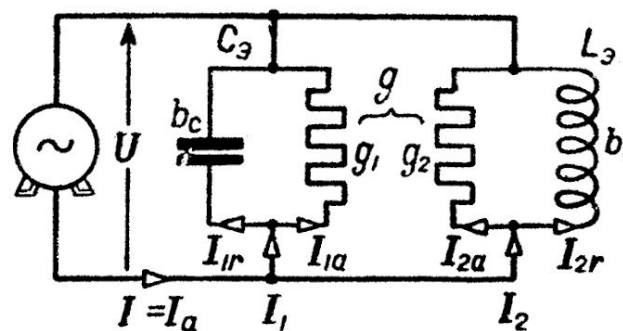 Cэ g Lэ
U bc g1 g2 b
I1r I1a I2a I2r
I = Ia I1 I2